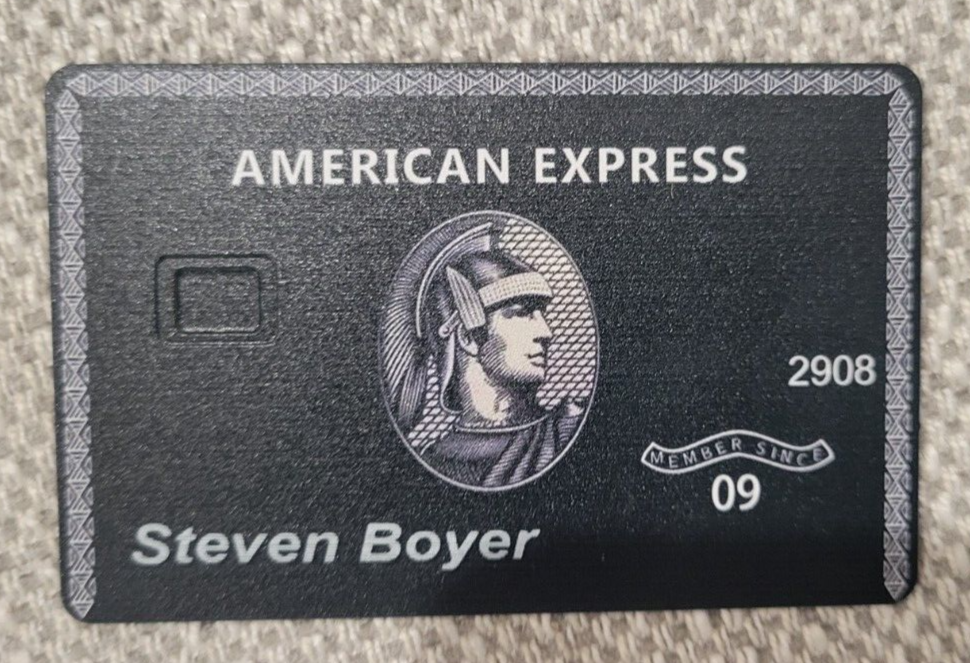 AMERICAN EXPRESS
2908
MEMBER SINCE
09
Steven Boyer